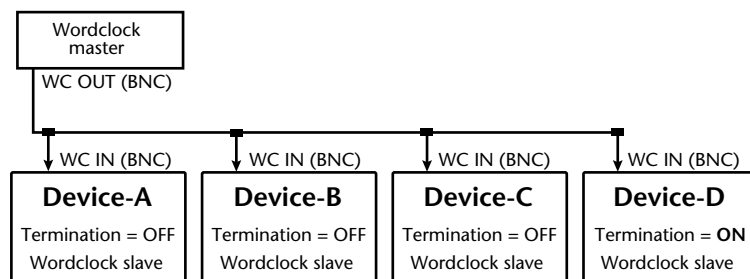 Wordclock
master
WC OUT (BNC)
WC IN (BNC) WC IN (BNC) WC IN (BNC) WC IN (BNC)
Device-A Device-B Device-C Device-D
Termination = OFF Termination = OFF Termination = OFF Termination = ON
Wordclock slave Wordclock slave Wordclock slave Wordclock slave